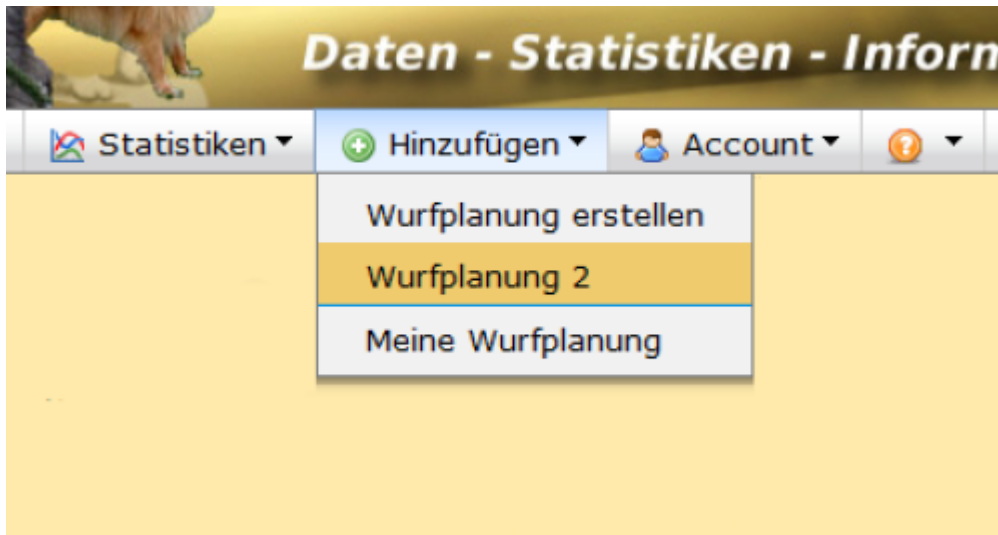 Daten - Statistiken - Inform
Statistiken Hinzufügen Account
Wurfplanung erstellen
Wurfplanung 2
Meine Wurfplanung